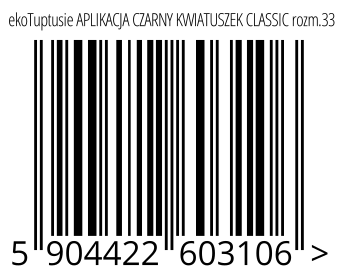 ekoTuptusie APLIKACJA CZARNY KWIATUSZEK CLASSIC rozm.33
5 904422 603106 >